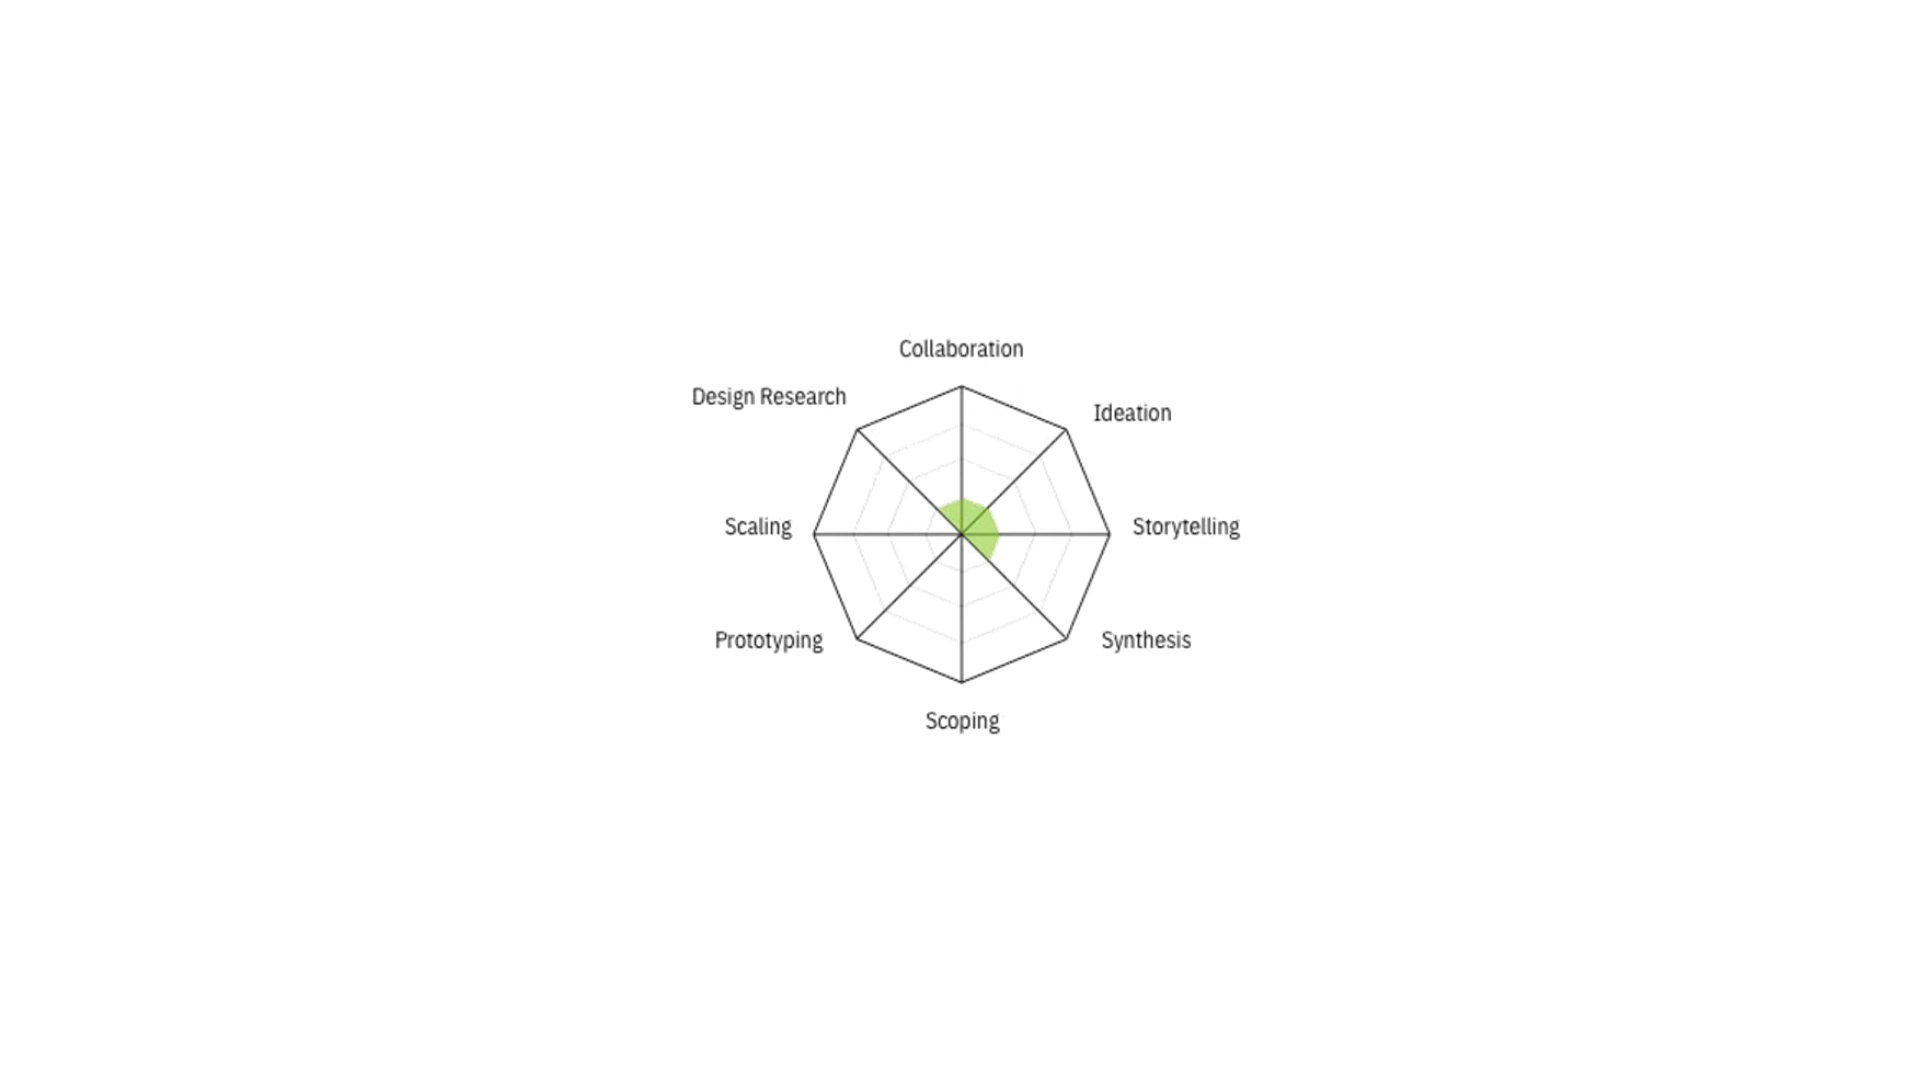 Collaboration
Design Research
Ideation
Scaling
Storytelling
Prototyping
Synthesis
Scoping